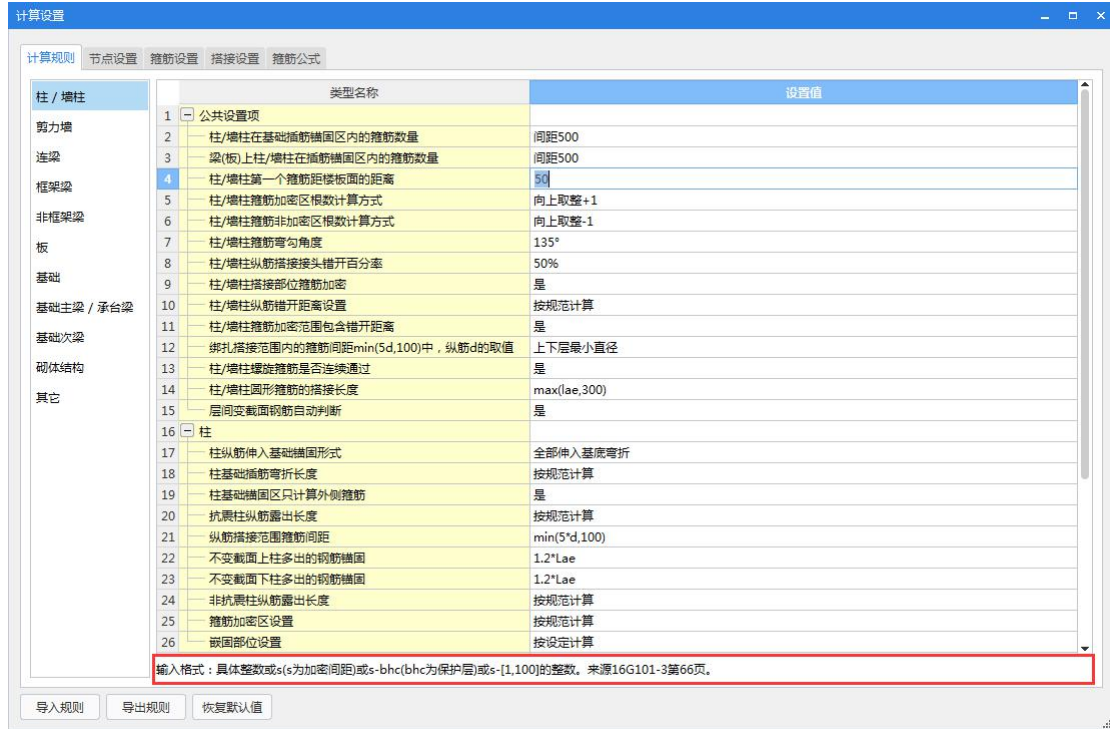 计算设置
计算规则 节点设置 箍筋设置 搭接设置 箍筋公式
柱 / 墙柱
剪力墙
连梁
框架梁
非框架梁
板
基础
基础主梁 / 承台梁
基础次梁
砌体结构
其它
类型名称 设置值
1 公共设置项
2 柱/墙柱在基础插筋锚固区内的箍筋数量 间距500
3 梁(板)上柱/墙柱在插筋锚固区内的箍筋数量 间距500
4 柱/墙柱第一个箍筋距楼板面的距离 50
5 柱/墙柱箍筋加密区根数计算方式 向上取整+1
6 柱/墙柱箍筋非加密区根数计算方式 向上取整-1
7 柱/墙柱箍筋弯勾角度 135°
8 柱/墙柱纵筋搭接接头错开百分率 50%
9 柱/墙柱搭接部位箍筋加密 是
10 柱/墙柱纵筋错开距离设置 按规范计算
11 柱/墙柱箍筋加密范围包含错开距离 是
12 绑扎搭接范围内的箍筋间距min(5d,100)中，纵筋d的取值 上下层最小直径
13 柱/墙柱螺旋箍筋是否连续通过 是
14 柱/墙柱圆形箍筋的搭接长度 max(lae,300)
15 层间变截面钢筋自动判断 是
16 柱
17 柱纵筋伸入基础锚固形式 全部伸入基底弯折
18 柱基础插筋弯折长度 按规范计算
19 柱基础锚固区只计算外侧箍筋 是
20 抗震柱纵筋露出长度 按规范计算
21 纵筋搭接范围箍筋间距 min(5*d,100)
22 不变截面上柱多出的钢筋锚固 1.2*Lae
23 不变截面下柱多出的钢筋锚固 1.2*Lae
24 非抗震柱纵筋露出长度 按规范计算
25 箍筋加密区设置 按规范计算
26 嵌固部位设置 按设定计算
输入格式：具体整数或s(s为加密间距)或s-bhc(bhc为保护层)或s-[1,100]的整数。来源16G101-3第66页。
导入规则 导出规则 恢复默认值